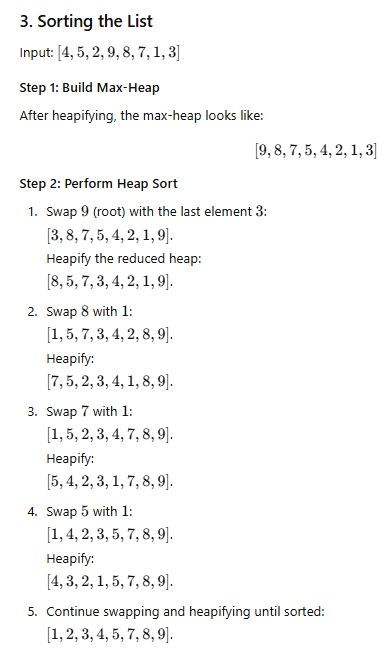 3. Sorting the List
Input: [4, 5, 2, 9, 8, 7, 1, 3]
Step 1: Build Max-Heap
After heapifying, the max-heap looks like:
[9, 8, 7, 5, 4, 2, 1, 3]
Step 2: Perform Heap Sort
1. Swap 9 (root) with the last element 3:
[3, 8, 7, 5, 4, 2, 1, 9].
Heapify the reduced heap:
[8, 5, 7, 3, 4, 2, 1, 9].
2. Swap 8 with 1:
[1, 5, 7, 3, 4, 2, 8, 9].
Heapify:
[7, 5, 2, 3, 4, 1, 8, 9].
3. Swap 7 with 1:
[1, 5, 2, 3, 4, 7, 8, 9].
Heapify:
[5, 4, 2, 3, 1, 7, 8, 9].
4. Swap 5 with 1:
[1, 4, 2, 3, 5, 7, 8, 9].
Heapify:
[4, 3, 2, 1, 5, 7, 8, 9].
5. Continue swapping and heapifying until sorted:
[1, 2, 3, 4, 5, 7, 8, 9].